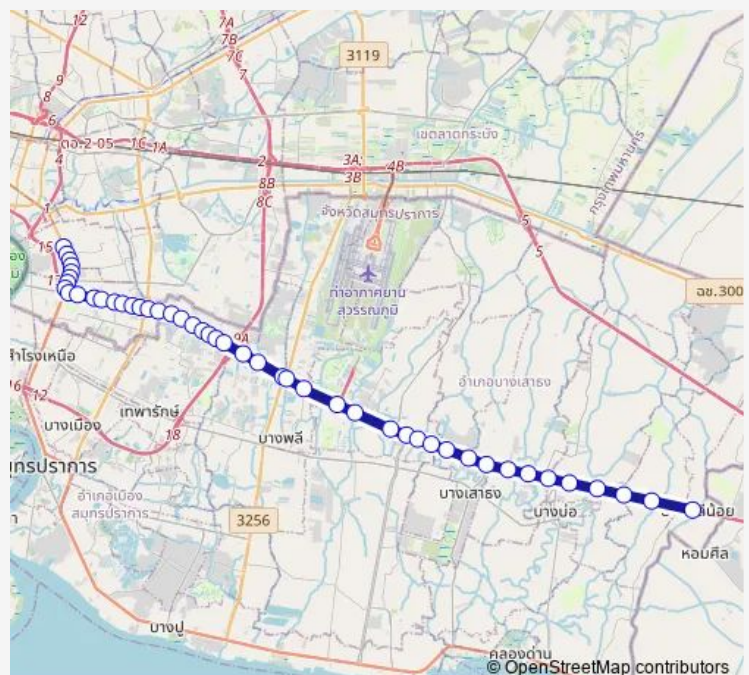 12
7A
7B
7C
7
3119
9
8
6
ตอ.2-05
1C
1A
4
2
3A;
3B
4B
เขตลาดกระบัง
กรุงเทพมหานคร
8B
8C
1
จังหวัดสมุทรปราการ
5
5
15
ท่าอากาศยาน
สุวรรณภูมิ
ฉช.300
9A
สำโรงเหนือ
16
12
เทพารักษ์
อำเภอบางเสาธง
บางเมือง
18
บางพลี
สมุทรปราการ
อำเภอเมือง
สมุทรปราการ
3256
บางเสาธง
บางบ่อ
หอมศีล
บางปู
คลองด่าน
© OpenStreetMap contributors